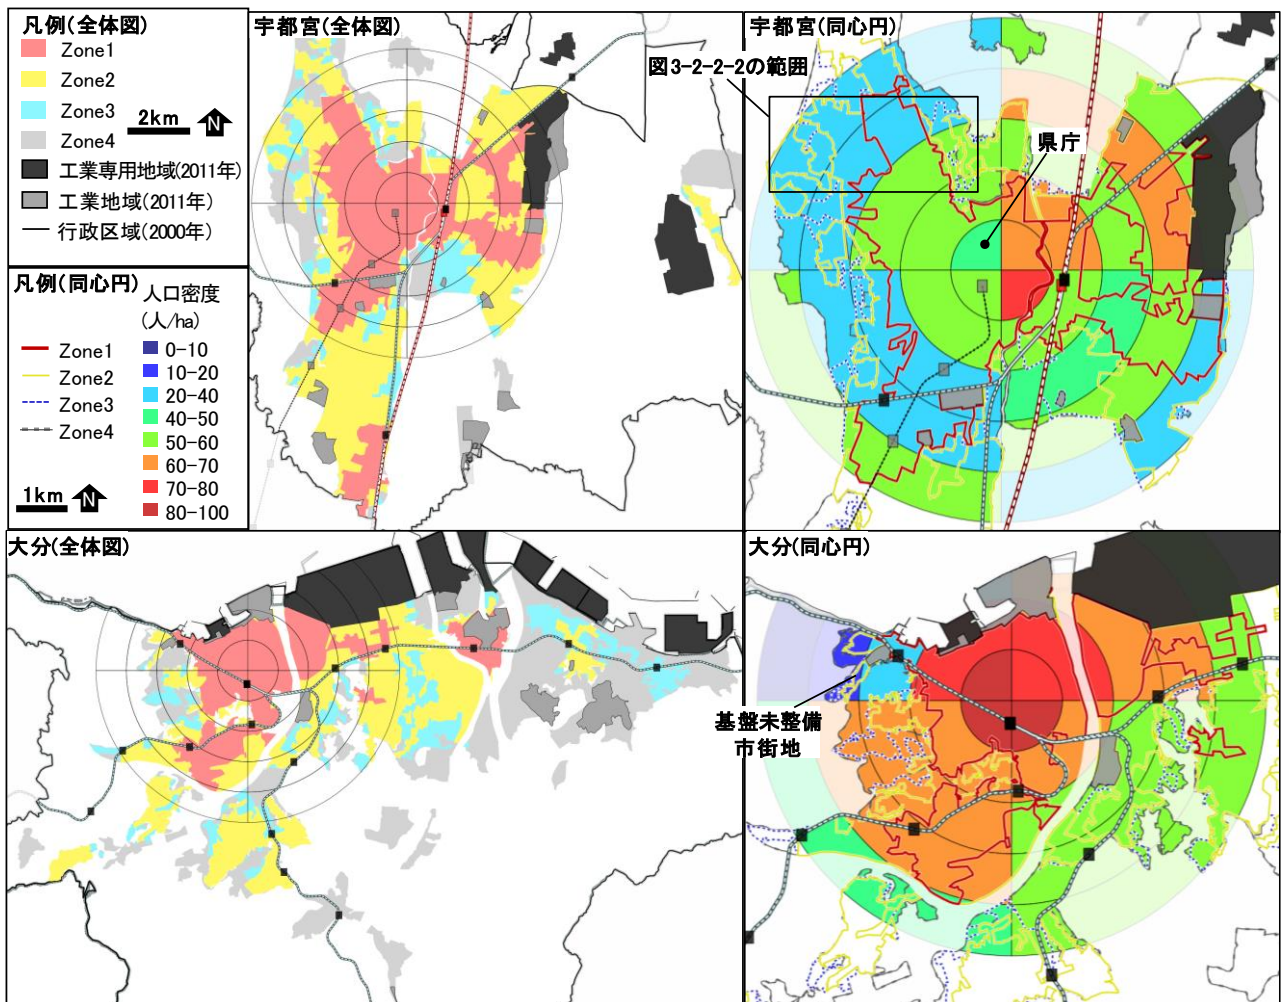 凡例(全体図)
Zone1
Zone2
Zone3
Zone4
2km
N
工業専用地域(2011年)
工業地域(2011年)
行政区域(2000年)
凡例(同心円)
人口密度
(人/ha)
Zone1
Zone2
Zone3
Zone4
0-10
10-20
20-40
40-50
50-60
60-70
70-80
80-100
1km
N
宇都宮(全体図)
宇都宮(同心円)
図3-2-2-2の範囲
県庁
大分(全体図)
大分(同心円)
基盤未整備
市街地